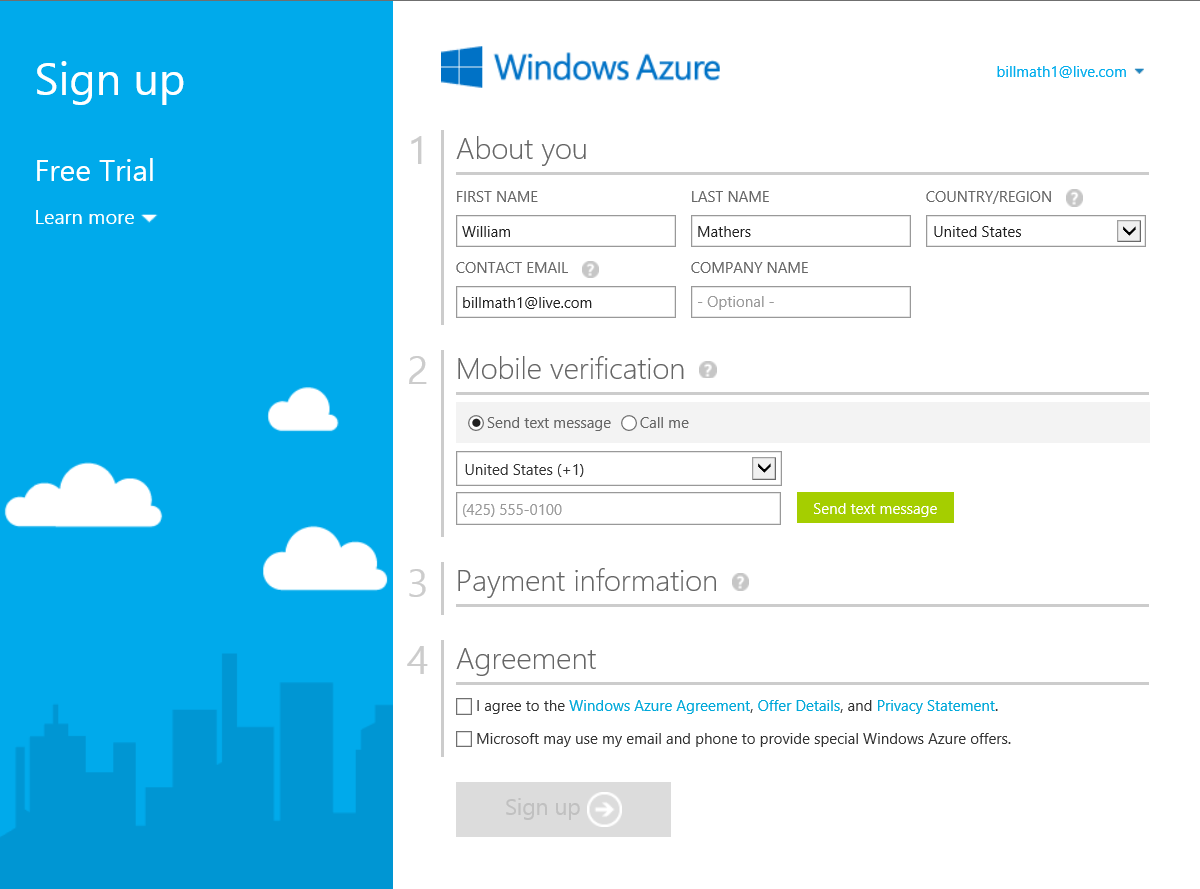 Sign up
Free Trial
Learn more
Windows Azure
billmath1@live.com
1 About you
FIRST NAME LAST NAME COUNTRY/REGION ?
William Mathers United States
CONTACT EMAIL ? COMPANY NAME
billmath1@live.com - Optional -
2 Mobile verification ?
Send text message Call me
United States (+1)
(425) 555-0100 Send text message
3 Payment information ?
4 Agreement
I agree to the Windows Azure Agreement, Offer Details, and Privacy Statement.
Microsoft may use my email and phone to provide special Windows Azure offers.
Sign up